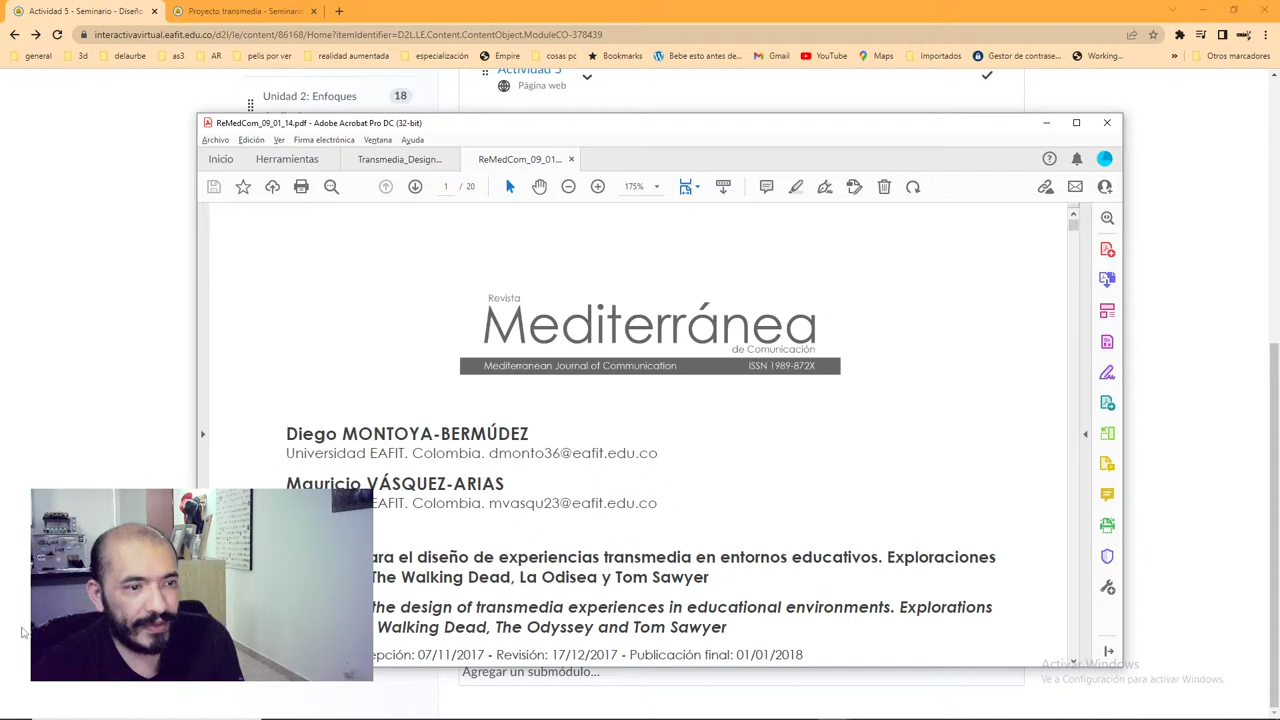 Actividad 5 - Seminario - Diseño
Proyecto transmedia - Seminario
interactivavirtual.eafit.edu.co/d2l/le/content/86168/Home?itemIdentifier=D2L.LE.Content.ContentObject.ModuleCO-378439
general 3d delaurbe AR pelis por ver realidad aumentada especialización Empire cosas pc Bookmarks Bebe esto antes de... Gmail YouTube Maps Importados Gestor de contrase... Working... » Otros marcadores
Actividad 5
Página web
Unidad 2: Enfoques 18
ReMedCom_09_01_14.pdf - Adobe Acrobat Pro DC (32-bit)
Archivo Edición Ver Firma electrónica Ventana Ayuda
Inicio Herramientas Transmedia_Design... ReMedCom_09_01...
1 / 20 175%
Revista
Mediterránea
de Comunicación
Mediterranean Journal of Communication ISSN 1989-872X
Diego MONTOYA-BERMÚDEZ
Universidad EAFIT. Colombia. dmonto36@eafit.edu.co
Mauricio VÁSQUEZ-ARIAS
EAFIT. Colombia. mvasqu23@eafit.edu.co
ara el diseño de experiencias transmedia en entornos educativos. Exploraciones
The Walking Dead, La Odisea y Tom Sawyer
the design of transmedia experiences in educational environments. Explorations
Walking Dead, The Odyssey and Tom Sawyer
epción: 07/11/2017 - Revisión: 17/12/2017 - Publicación final: 01/01/2018
Agregar un submódulo...
Activar Windows
Ve a Configuración para activar Windows.